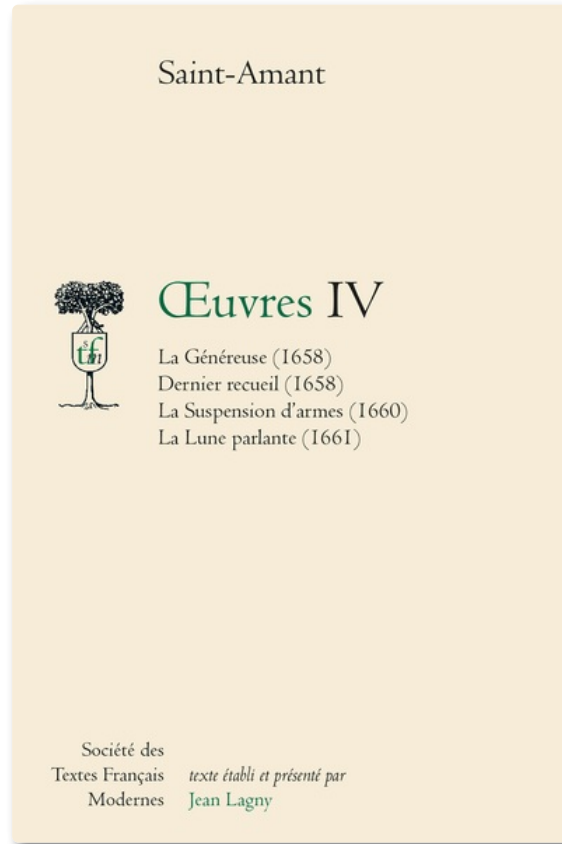 Saint-Amant
Œuvres IV
La Généreuse (1658)
Dernier recueil (1658)
La Suspension d'armes (1660)
La Lune parlante (1661)
s
tf
m
Société des
Textes Français
Modernes
texte établi et présenté par
Jean Lagny